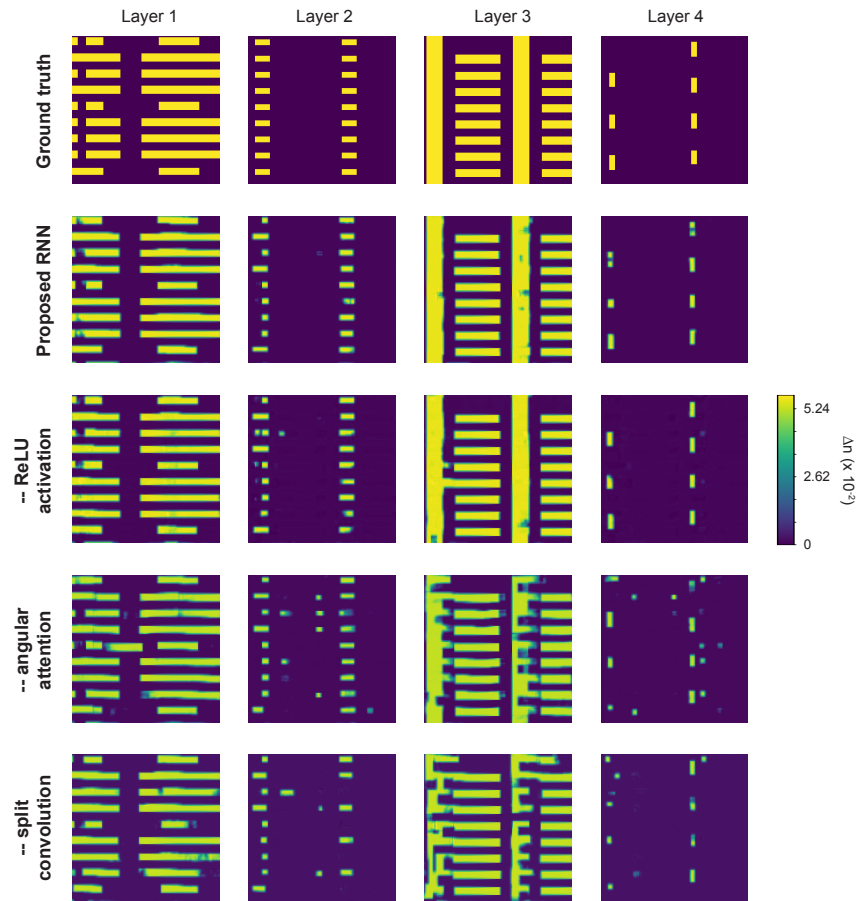 Layer 1
Layer 2
Layer 3
Layer 4
Ground truth
Proposed RNN
-- ReLU
activation
-- angular
attention
-- split
convolution
5.24
2.62
0
Δn (x 10⁻²)